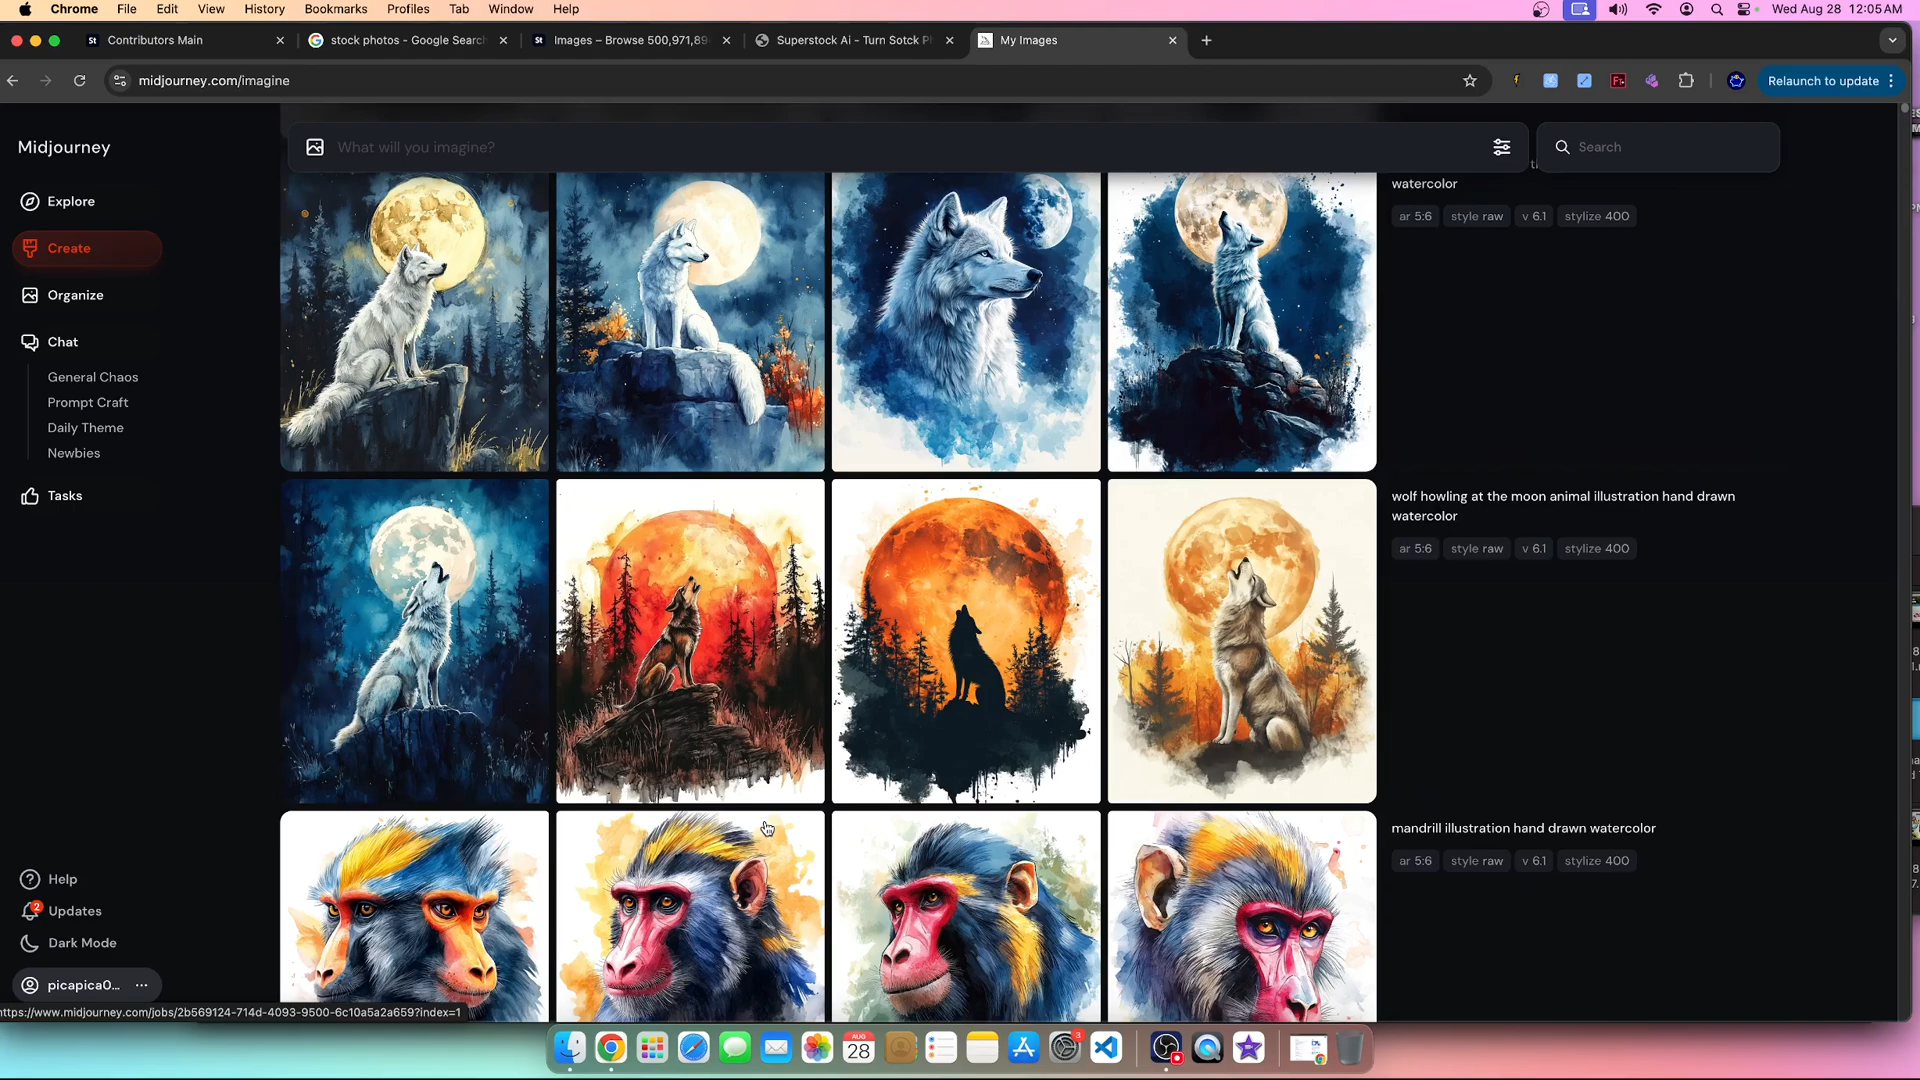 Chrome File Edit View History Bookmarks Profiles Tab Window Help
Wed Aug 28 12:05 AM
Contributors Main
stock photos - Google Search
Images – Browse 500,971,89
Superstock Ai - Turn Sotck P
My Images
midjourney.com/imagine
Relaunch to update
Midjourney
What will you imagine?
Search
Explore
Create
Organize
Chat
General Chaos
Prompt Craft
Daily Theme
Newbies
Tasks
watercolor
ar 5:6 style raw v 6.1 stylize 400
wolf howling at the moon animal illustration hand drawn
watercolor
ar 5:6 style raw v 6.1 stylize 400
mandrill illustration hand drawn watercolor
ar 5:6 style raw v 6.1 stylize 400
Help
2
Updates
Dark Mode
picapica0...
https://www.midjourney.com/jobs/2b569124-714d-4093-9500-6c10a5a2a659?index=1
AUG
28
3